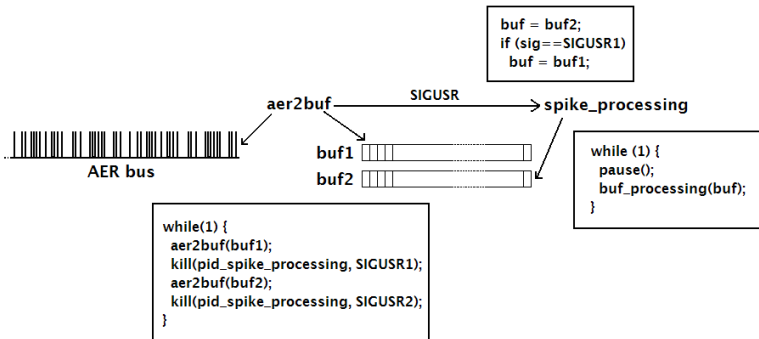 buf = buf2;
if (sig==SIGUSR1)
buf = buf1;
aer2buf
SIGUSR
spike_processing
AER bus
buf1
buf2
while (1) {
pause();
buf_processing(buf);
}
while(1) {
aer2buf(buf1);
kill(pid_spike_processing, SIGUSR1);
aer2buf(buf2);
kill(pid_spike_processing, SIGUSR2);
}